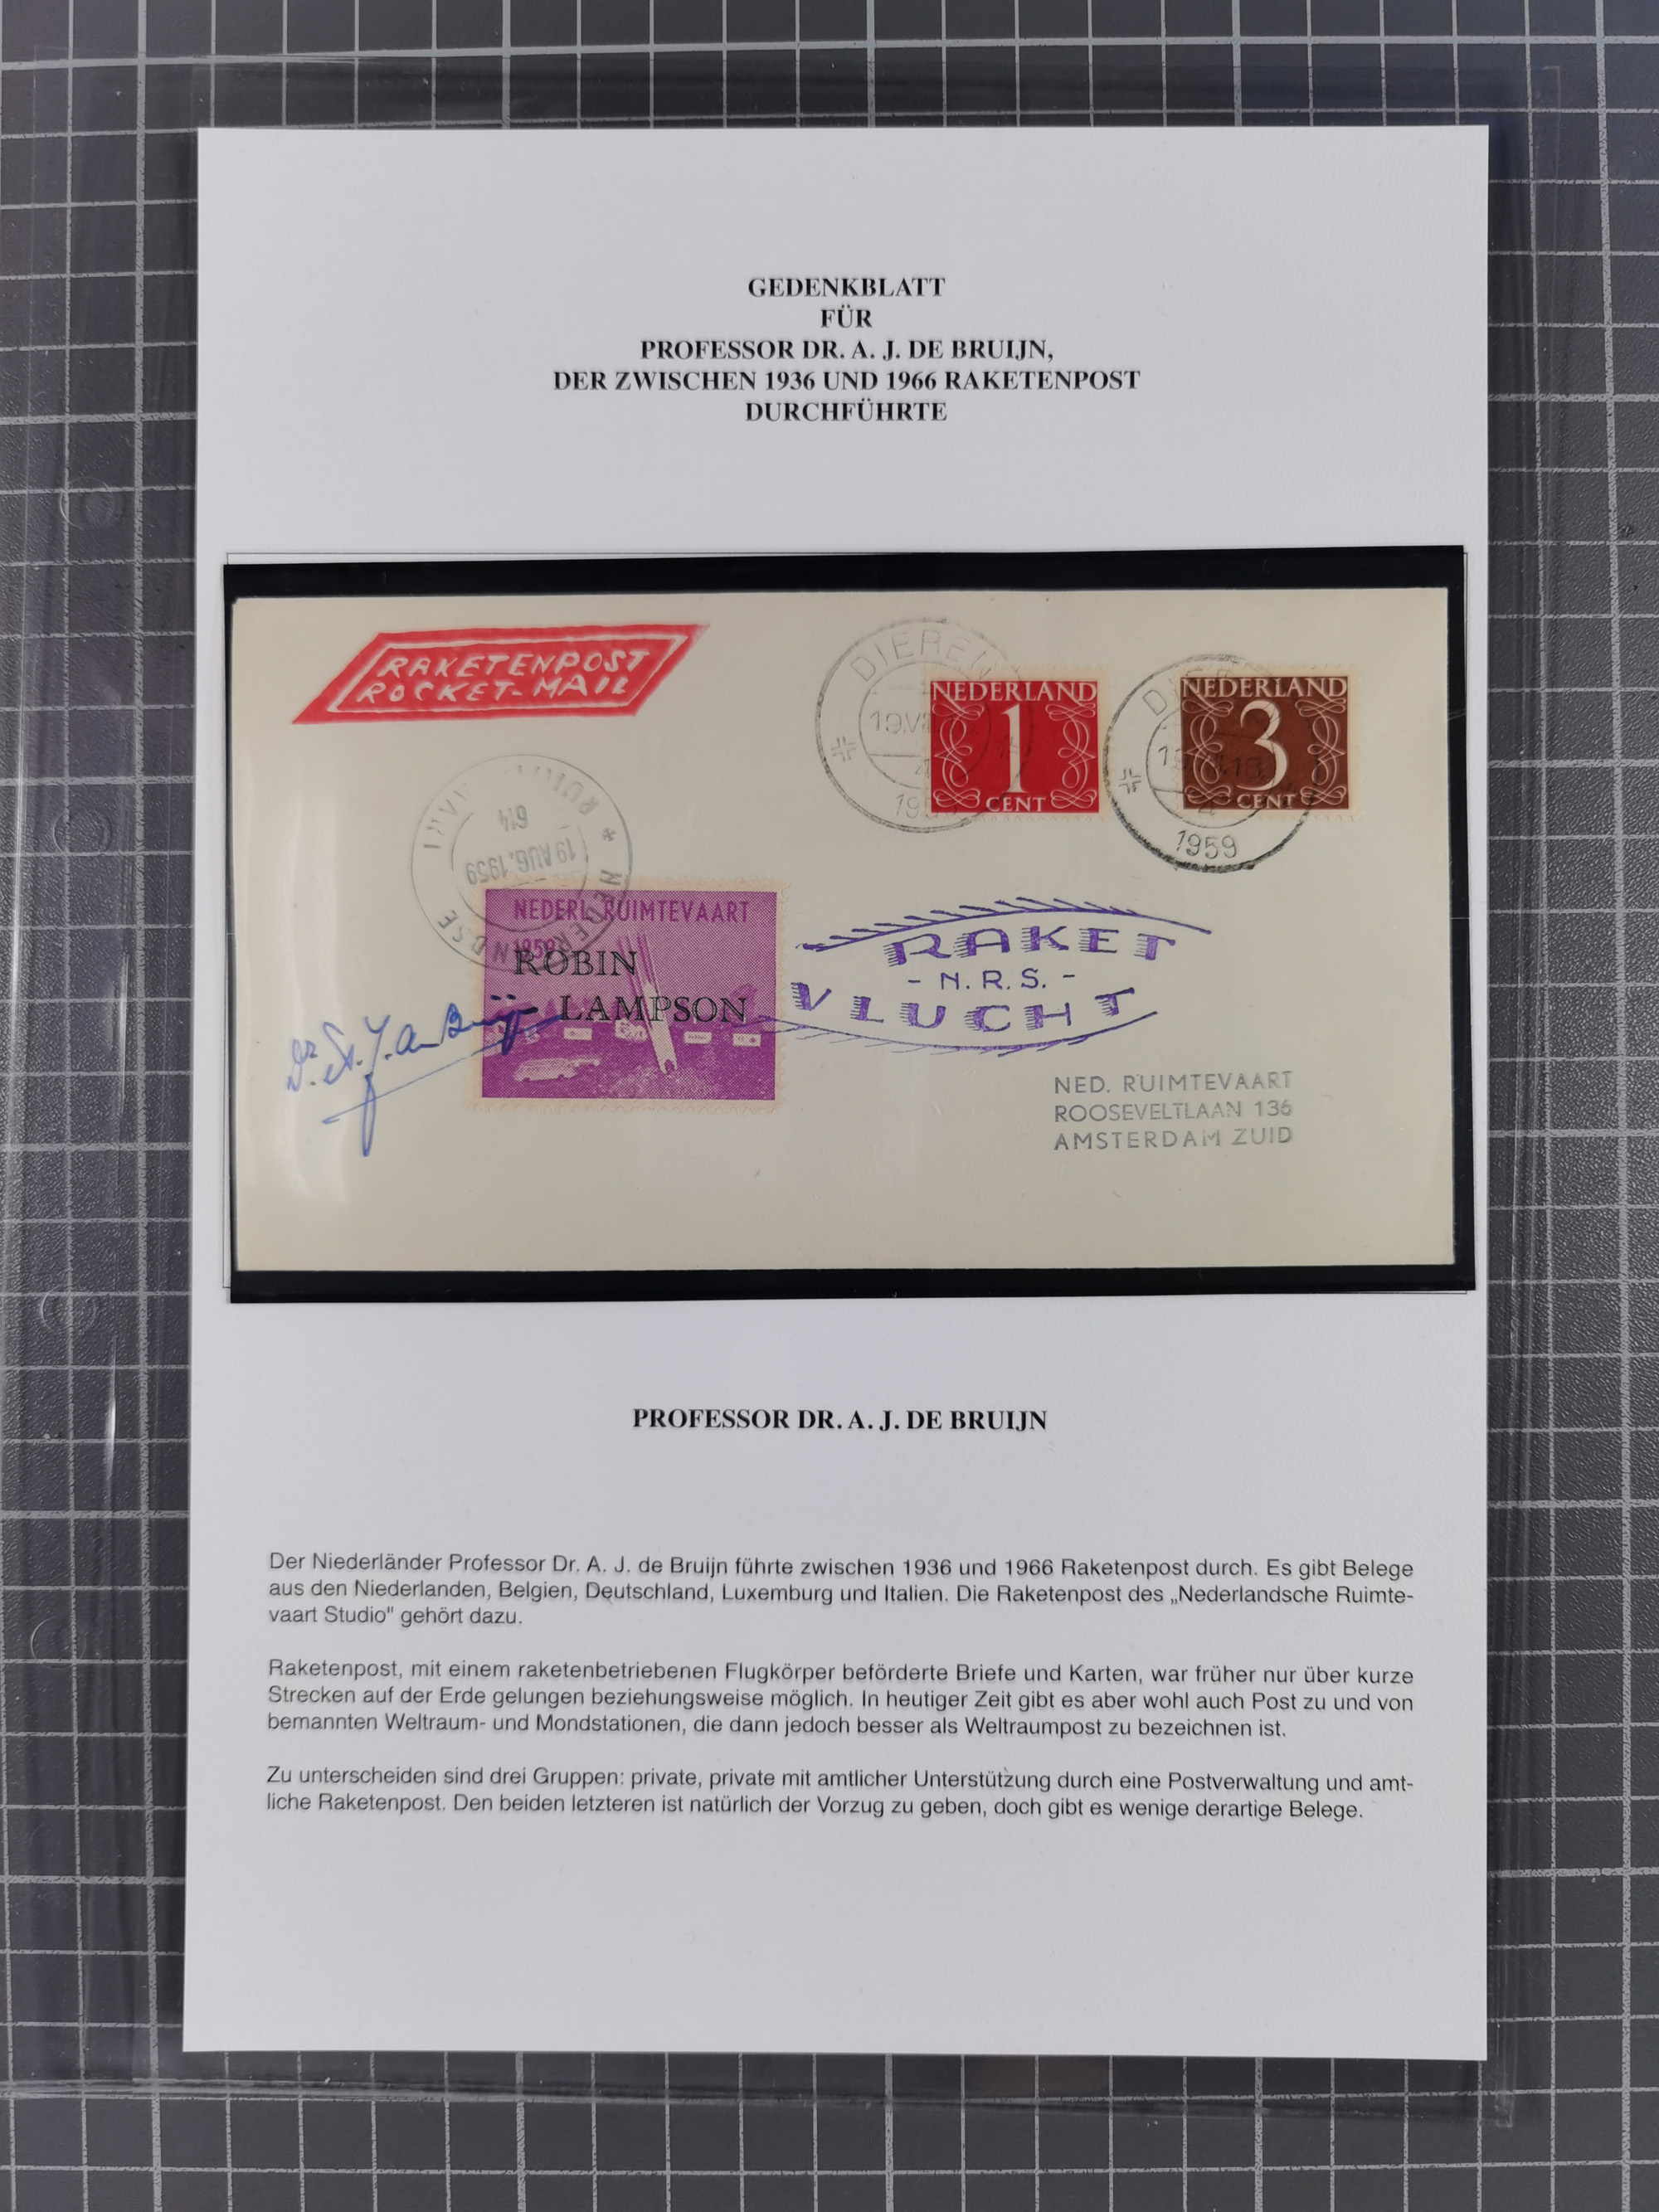 GEDENKBLATT
FÜR
PROFESSOR DR. A. J. DE BRUIJN,
DER ZWISCHEN 1936 UND 1966 RAKETENPOST
DURCHFÜHRTE
RAKETENPOST
ROCKET-MAIL
DIEREN
19.VI
4
195
NEDERLAND
1
CENT
1959
NEDERLAND
3
CENT
614
19 AUG. 1959
NEDERL. RUIMTEVAART
1959
ROBIN
LAMPSON
RAKET
- N. R. S. -
VLUCHT
NED. RUIMTEVAART
ROOSEVELTLAAN 136
AMSTERDAM ZUID
PROFESSOR DR. A. J. DE BRUIJN
Der Niederländer Professor Dr. A. J. de Bruijn führte zwischen 1936 und 1966 Raketenpost durch. Es gibt Belege
aus den Niederlanden, Belgien, Deutschland, Luxemburg und Italien. Die Raketenpost des „Nederlandsche Ruimte-
vaart Studio" gehört dazu.
Raketenpost, mit einem raketenbetriebenen Flugkörper beförderte Briefe und Karten, war früher nur über kurze
Strecken auf der Erde gelungen beziehungsweise möglich. In heutiger Zeit gibt es aber wohl auch Post zu und von
bemannten Weltraum- und Mondstationen, die dann jedoch besser als Weltraumpost zu bezeichnen ist.
Zu unterscheiden sind drei Gruppen: private, private mit amtlicher Unterstützung durch eine Postverwaltung und amt-
liche Raketenpost. Den beiden letzteren ist natürlich der Vorzug zu geben, doch gibt es wenige derartige Belege.